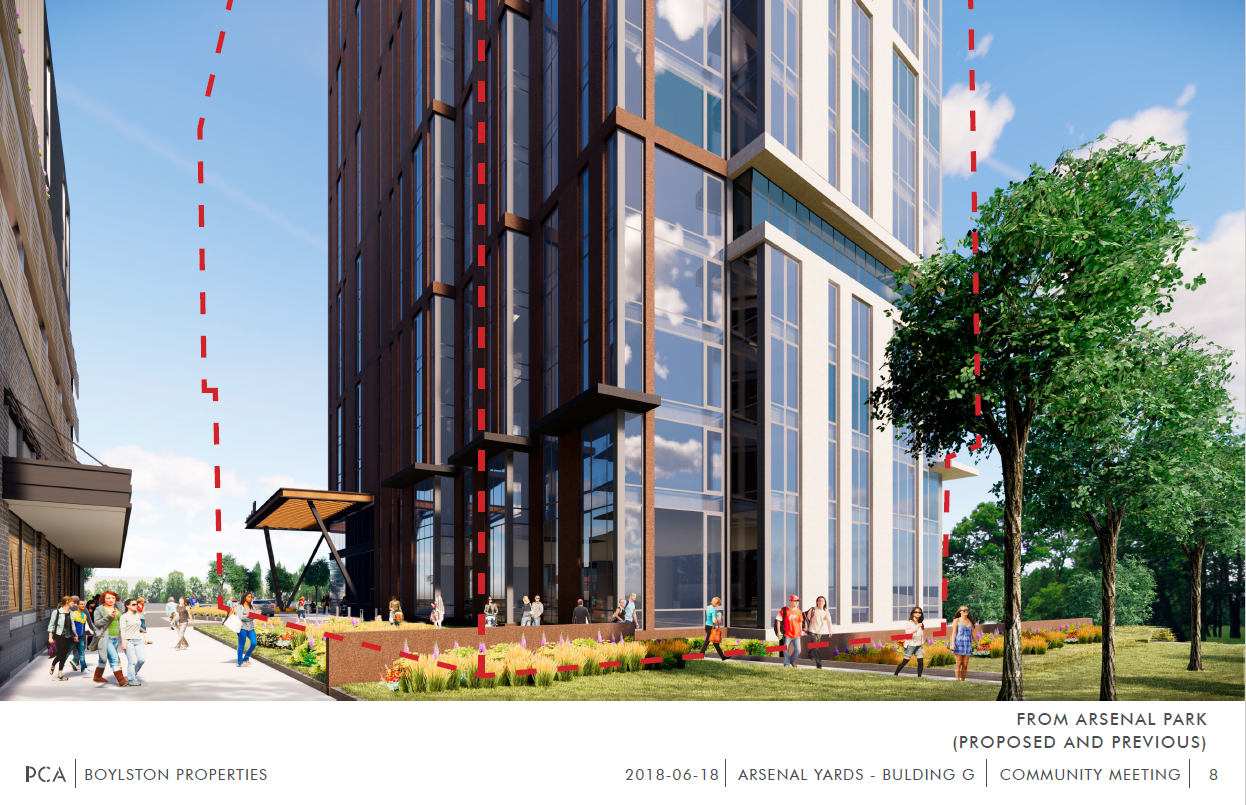 FROM ARSENAL PARK
(PROPOSED AND PREVIOUS)
PCA | BOYLSTON PROPERTIES
2018-06-18 | ARSENAL YARDS - BULDING G | COMMUNITY MEETING | 8